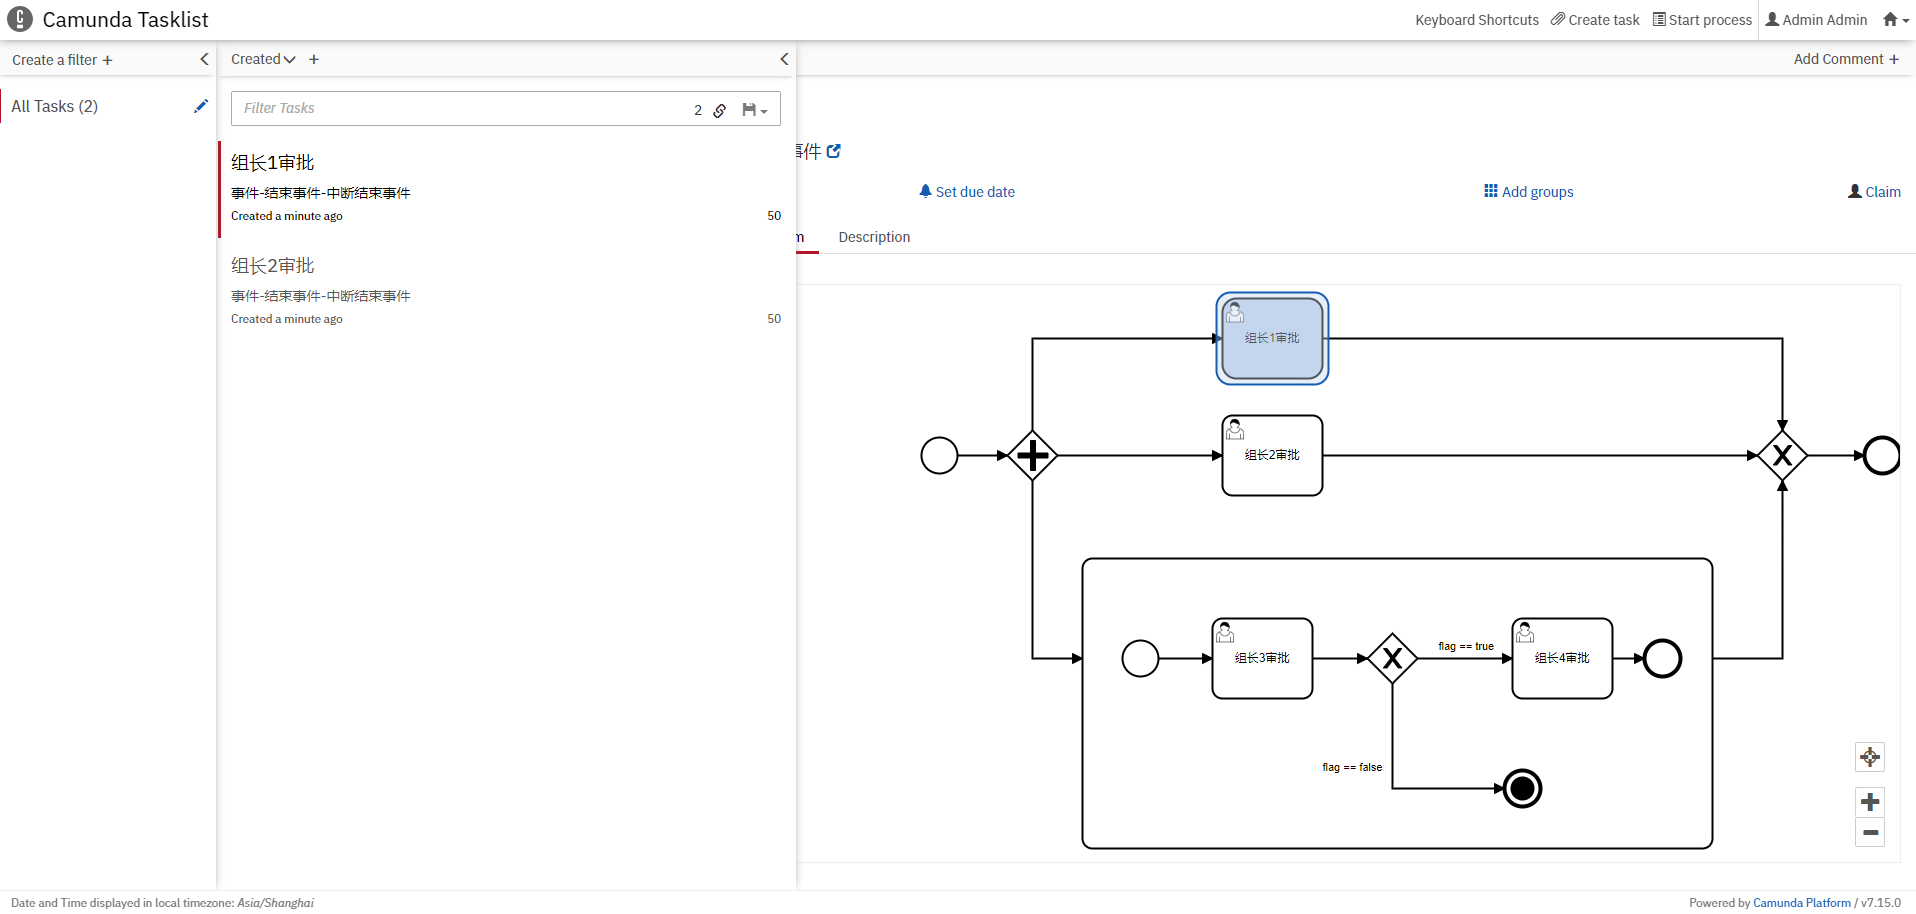 Camunda Tasklist
Keyboard Shortcuts
Create task
Start process
Admin Admin
Create a filter +
Created
+
Add Comment +
All Tasks (2)
Filter Tasks
2
组长1审批
事件-结束事件-中断结束事件
Created a minute ago
50
组长2审批
事件-结束事件-中断结束事件
Created a minute ago
50
事件
Set due date
Add groups
Claim
m
Description
组长1审批
组长2审批
组长3审批
flag == true
组长4审批
flag == false
Date and Time displayed in local timezone: Asia/Shanghai
Powered by Camunda Platform / v7.15.0